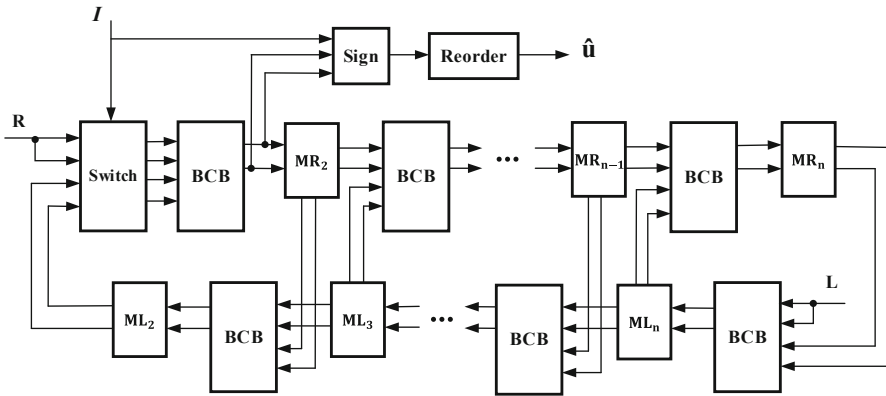 I
Sign
Reorder
û
R
Switch
BCB
MR₂
BCB
...
MRₙ₋₁
BCB
MRₙ
ML₂
BCB
ML₃
...
BCB
MLₙ
BCB
L